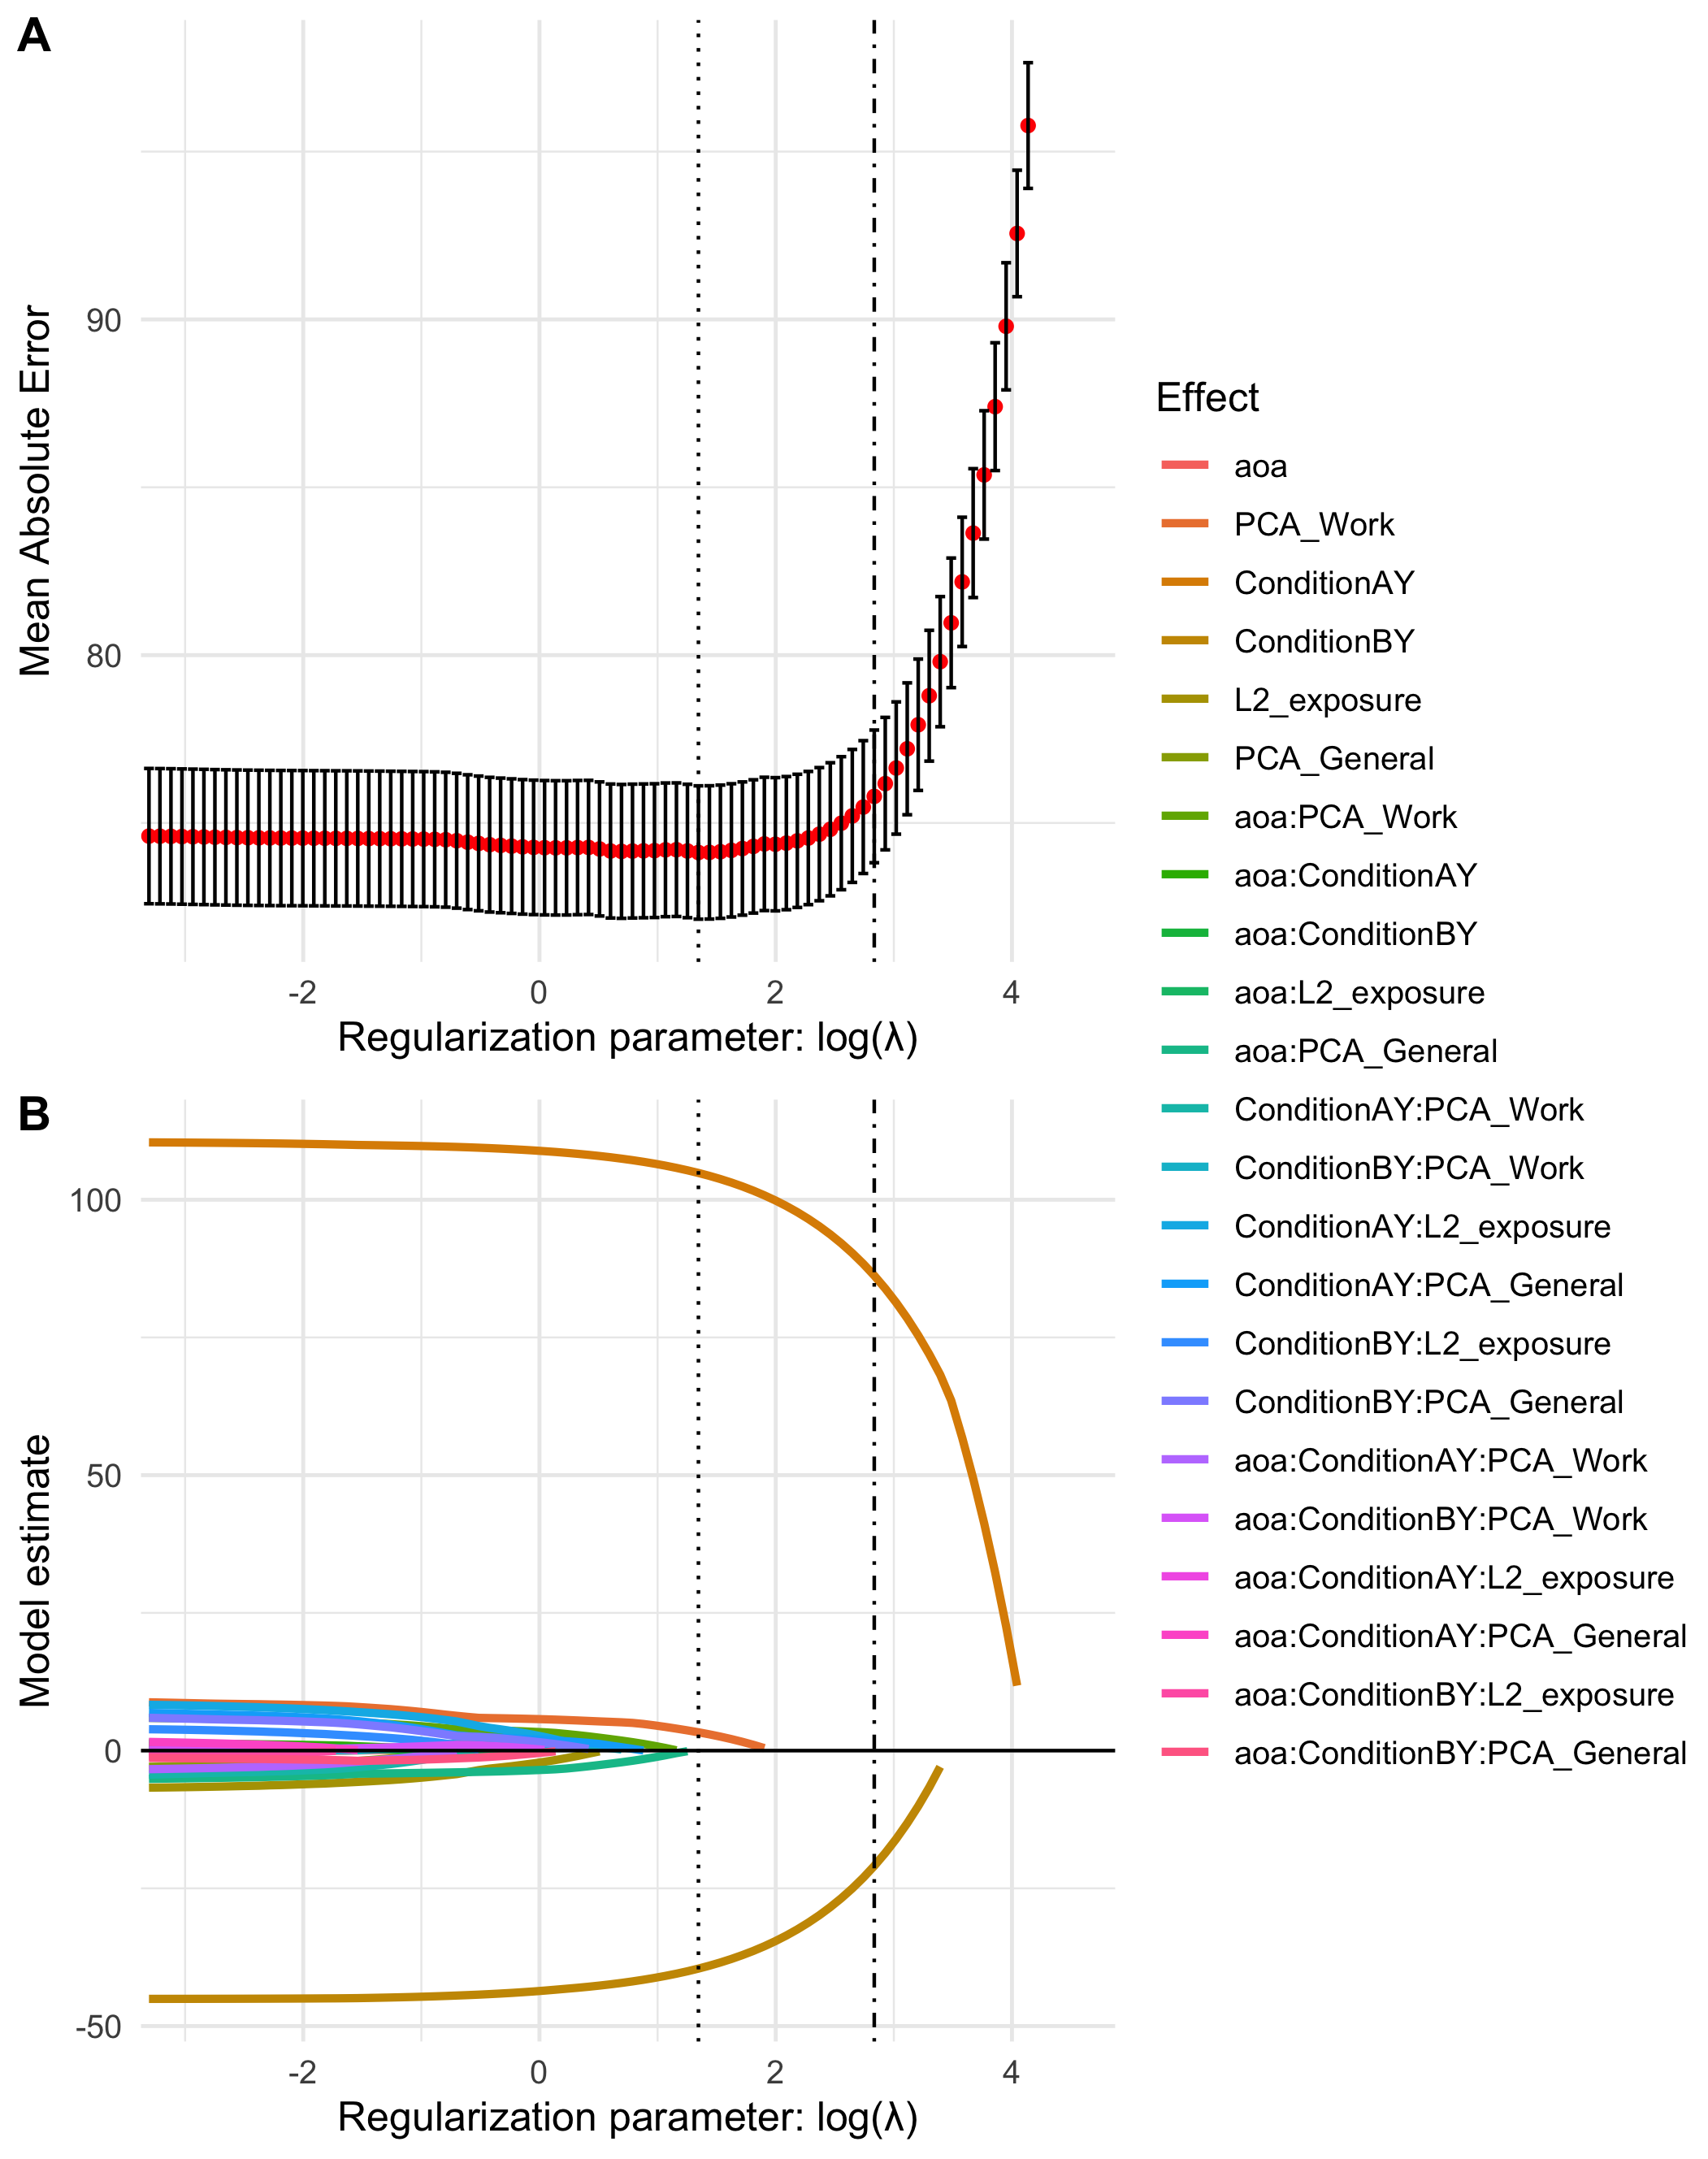 A
Mean Absolute Error
90
80
-2 0 2 4
Regularization parameter: log(λ)
B
Model estimate
100
50
0
-50
-2 0 2 4
Regularization parameter: log(λ)
Effect
aoa
PCA_Work
ConditionAY
ConditionBY
L2_exposure
PCA_General
aoa:PCA_Work
aoa:ConditionAY
aoa:ConditionBY
aoa:L2_exposure
aoa:PCA_General
ConditionAY:PCA_Work
ConditionBY:PCA_Work
ConditionAY:L2_exposure
ConditionAY:PCA_General
ConditionBY:L2_exposure
ConditionBY:PCA_General
aoa:ConditionAY:PCA_Work
aoa:ConditionBY:PCA_Work
aoa:ConditionAY:L2_exposure
aoa:ConditionAY:PCA_General
aoa:ConditionBY:L2_exposure
aoa:ConditionBY:PCA_General